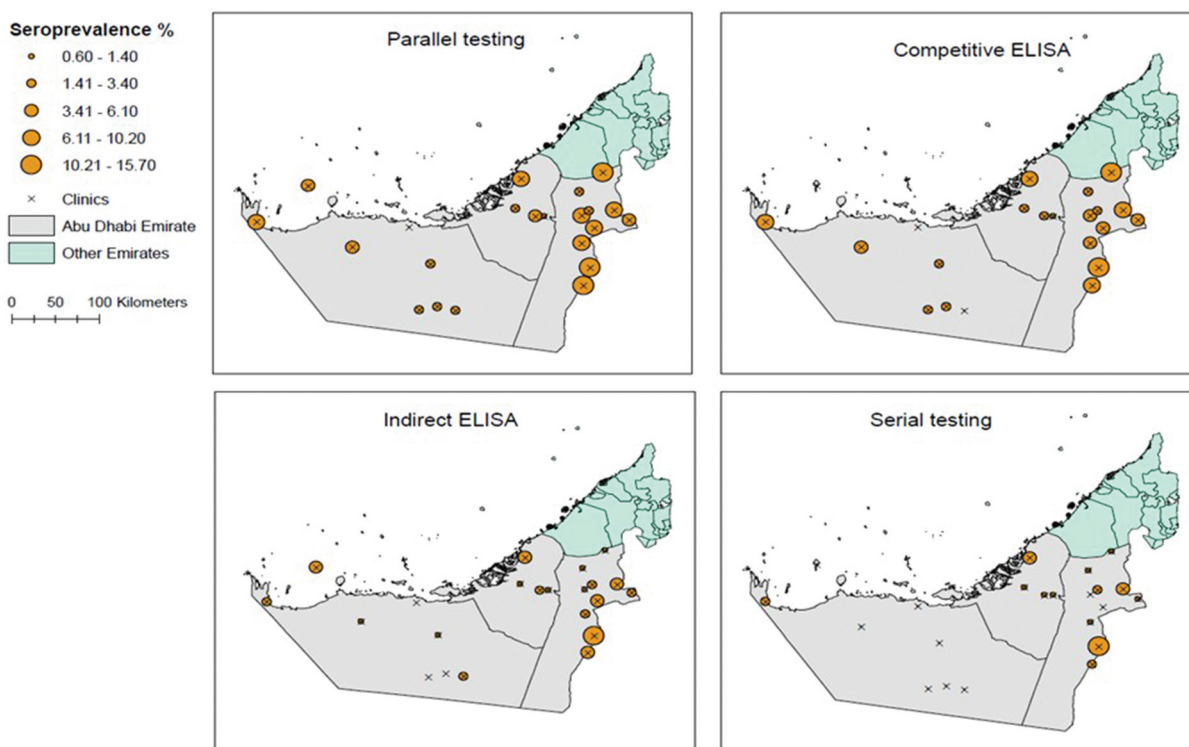 Seroprevalence %
0.60 - 1.40
1.41 - 3.40
3.41 - 6.10
6.11 - 10.20
10.21 - 15.70
Clinics
Abu Dhabi Emirate
Other Emirates
0 50 100 Kilometers
Parallel testing
Competitive ELISA
Indirect ELISA
Serial testing